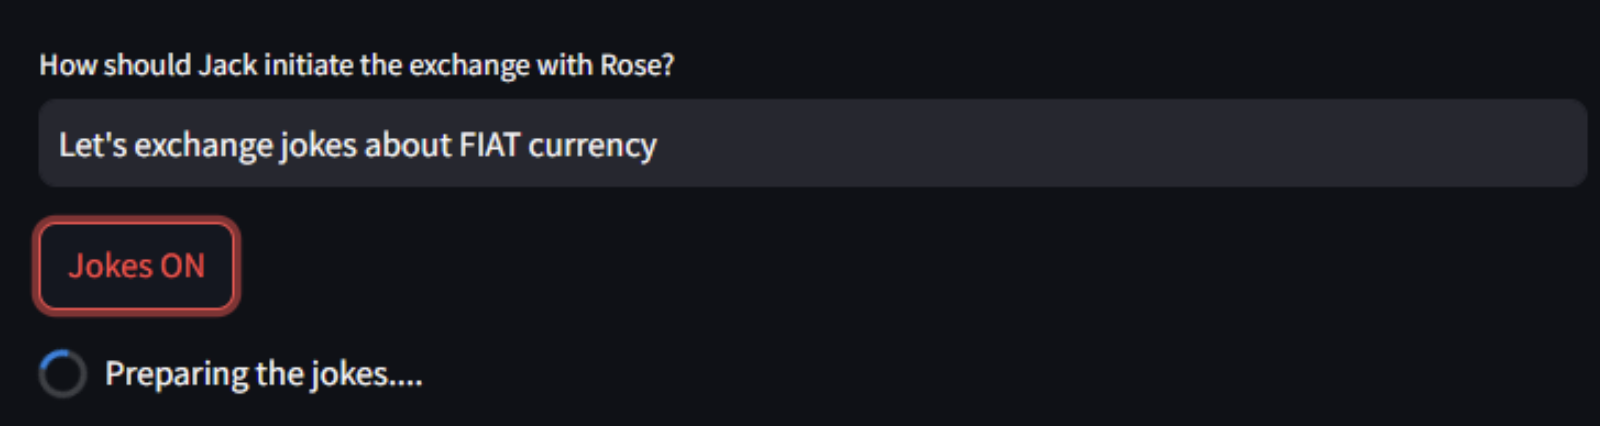 How should Jack initiate the exchange with Rose?
Let's exchange jokes about FIAT currency
Jokes ON
Preparing the jokes....